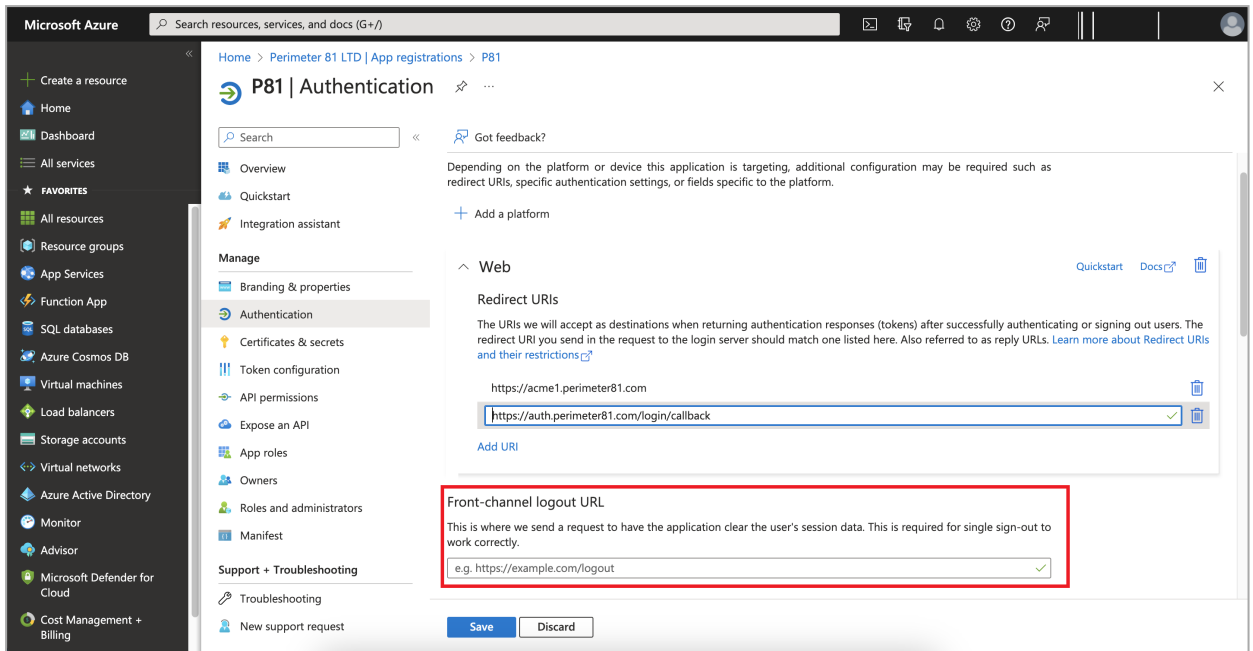 Microsoft Azure
Search resources, services, and docs (G+/)
«
Create a resource
Home
Dashboard
All services
FAVORITES
All resources
Resource groups
App Services
Function App
SQL databases
Azure Cosmos DB
Virtual machines
Load balancers
Storage accounts
Virtual networks
Azure Active Directory
Monitor
Advisor
Microsoft Defender for
Cloud
Cost Management +
Billing
Home > Perimeter 81 LTD | App registrations > P81
P81 | Authentication
...
Search
«
Overview
Quickstart
Integration assistant
Manage
Branding & properties
Authentication
Certificates & secrets
Token configuration
API permissions
Expose an API
App roles
Owners
Roles and administrators
Manifest
Support + Troubleshooting
Troubleshooting
New support request
Got feedback?
Depending on the platform or device this application is targeting, additional configuration may be required such as
redirect URIs, specific authentication settings, or fields specific to the platform.
Add a platform
Web
Quickstart
Docs
Redirect URIs
The URIs we will accept as destinations when returning authentication responses (tokens) after successfully authenticating or signing out users. The
redirect URI you send in the request to the login server should match one listed here. Also referred to as reply URLs. Learn more about Redirect URIs
and their restrictions
https://acme1.perimeter81.com
https://auth.perimeter81.com/login/callback
Add URI
Front-channel logout URL
This is where we send a request to have the application clear the user's session data. This is required for single sign-out to
work correctly.
e.g. https://example.com/logout
Save
Discard